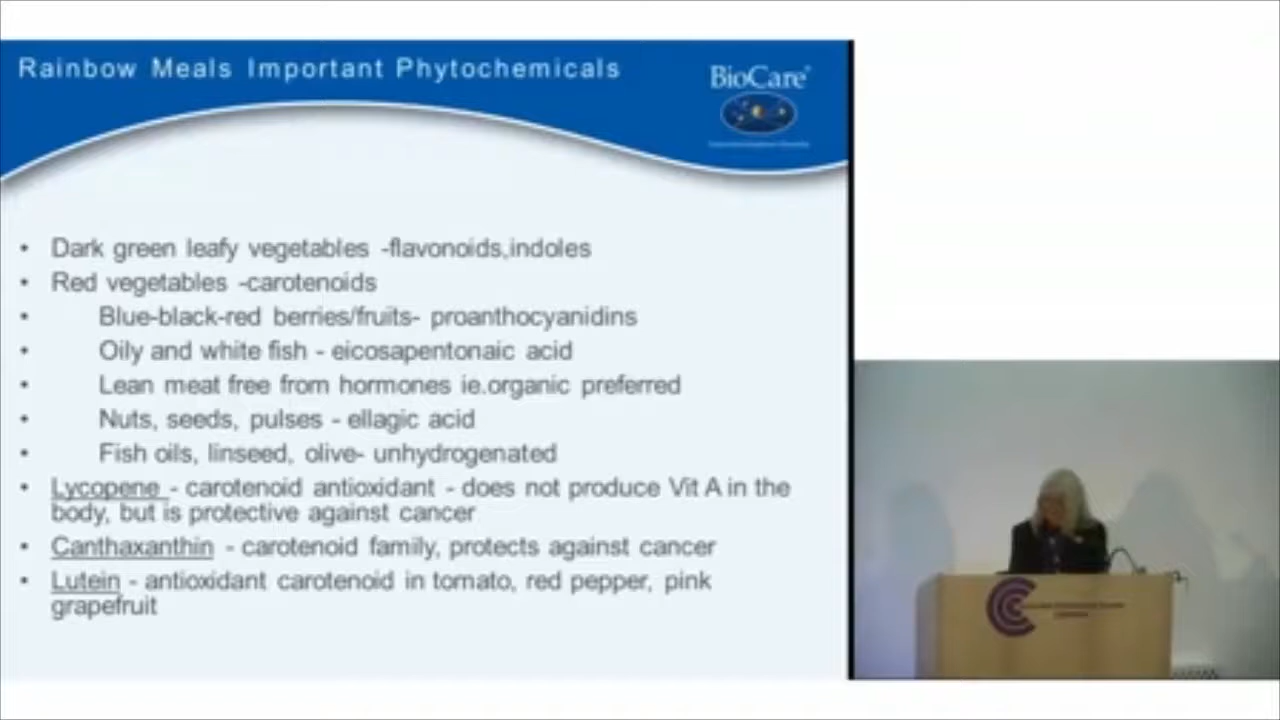 Rainbow Meals Important Phytochemicals
BioCare®
• Dark green leafy vegetables -flavonoids,indoles
• Red vegetables -carotenoids
• Blue-black-red berries/fruits- proanthocyanidins
• Oily and white fish - eicosapentonaic acid
• Lean meat free from hormones ie.organic preferred
• Nuts, seeds, pulses - ellagic acid
• Fish oils, linseed, olive- unhydrogenated
• Lycopene - carotenoid antioxidant - does not produce Vit A in the
body, but is protective against cancer
• Canthaxanthin - carotenoid family, protects against cancer
• Lutein - antioxidant carotenoid in tomato, red pepper, pink
grapefruit